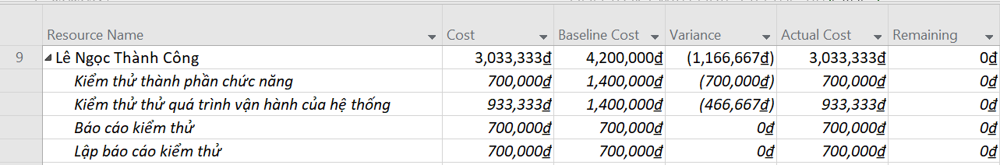 Resource Name Cost Baseline Cost Variance Actual Cost Remaining
9 Lê Ngọc Thành Công 3,033,333₫ 4,200,000₫ (1,166,667₫) 3,033,333₫ 0₫
Kiểm thử thành phần chức năng 700,000₫ 1,400,000₫ (700,000₫) 700,000₫ 0₫
Kiểm thử thử quá trình vận hành của hệ thống 933,333₫ 1,400,000₫ (466,667₫) 933,333₫ 0₫
Báo cáo kiểm thử 700,000₫ 700,000₫ 0₫ 700,000₫ 0₫
Lập báo cáo kiểm thử 700,000₫ 700,000₫ 0₫ 700,000₫ 0₫